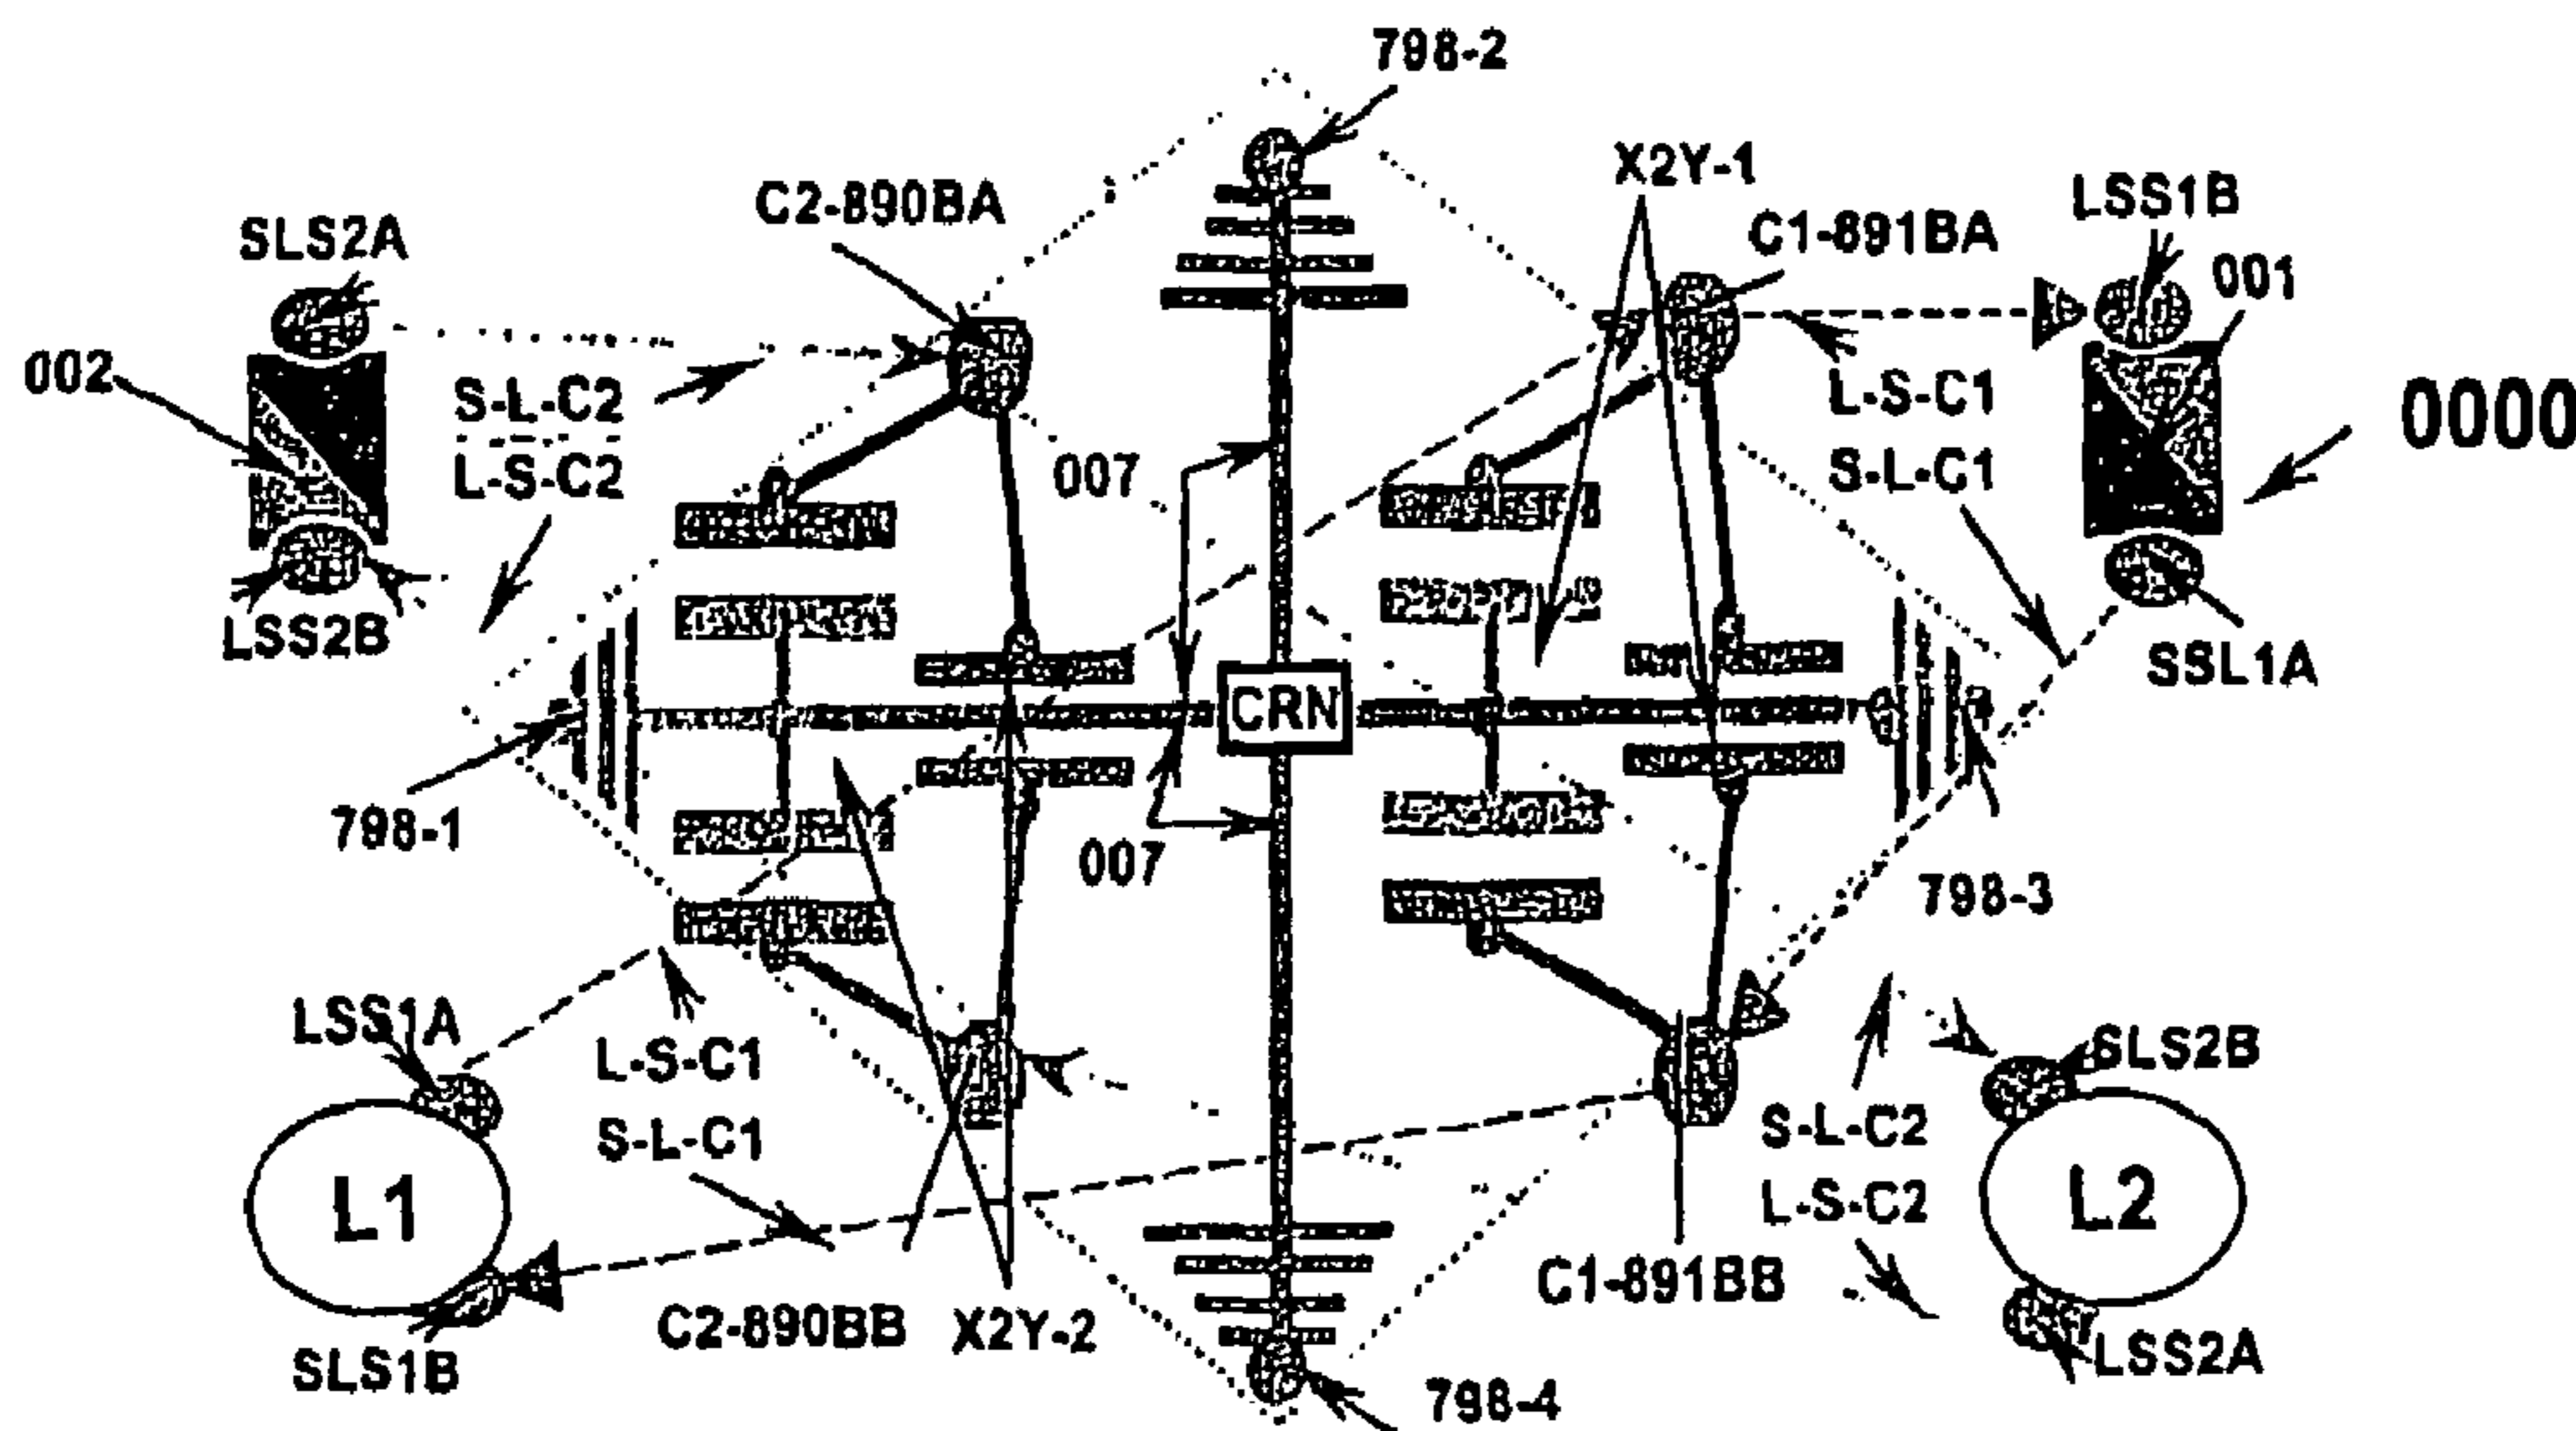 798-2
X2Y-1
C2-890BA
LSS1B
SLS2A
C1-891BA
001
002
S-L-C2
L-S-C2
007
L-S-C1
S-L-C1
0000
LSS2B
SSL1A
CRN
798-1
007
798-3
LSS1A
L-S-C1
S-L-C1
SLS2B
S-L-C2
L-S-C2
L1
L2
C1-891BB
C2-890BB
X2Y-2
SLS1B
LSS2A
798-4